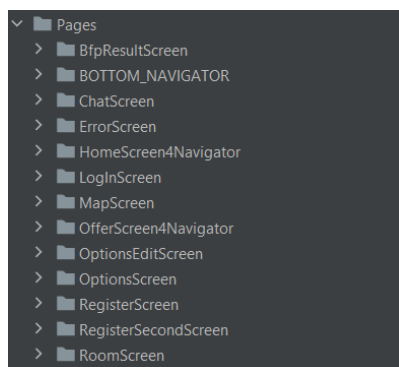 Pages
BfpResultScreen
BOTTOM_NAVIGATOR
ChatScreen
ErrorScreen
HomeScreen4Navigator
LogInScreen
MapScreen
OfferScreen4Navigator
OptionsEditScreen
OptionsScreen
RegisterScreen
RegisterSecondScreen
RoomScreen